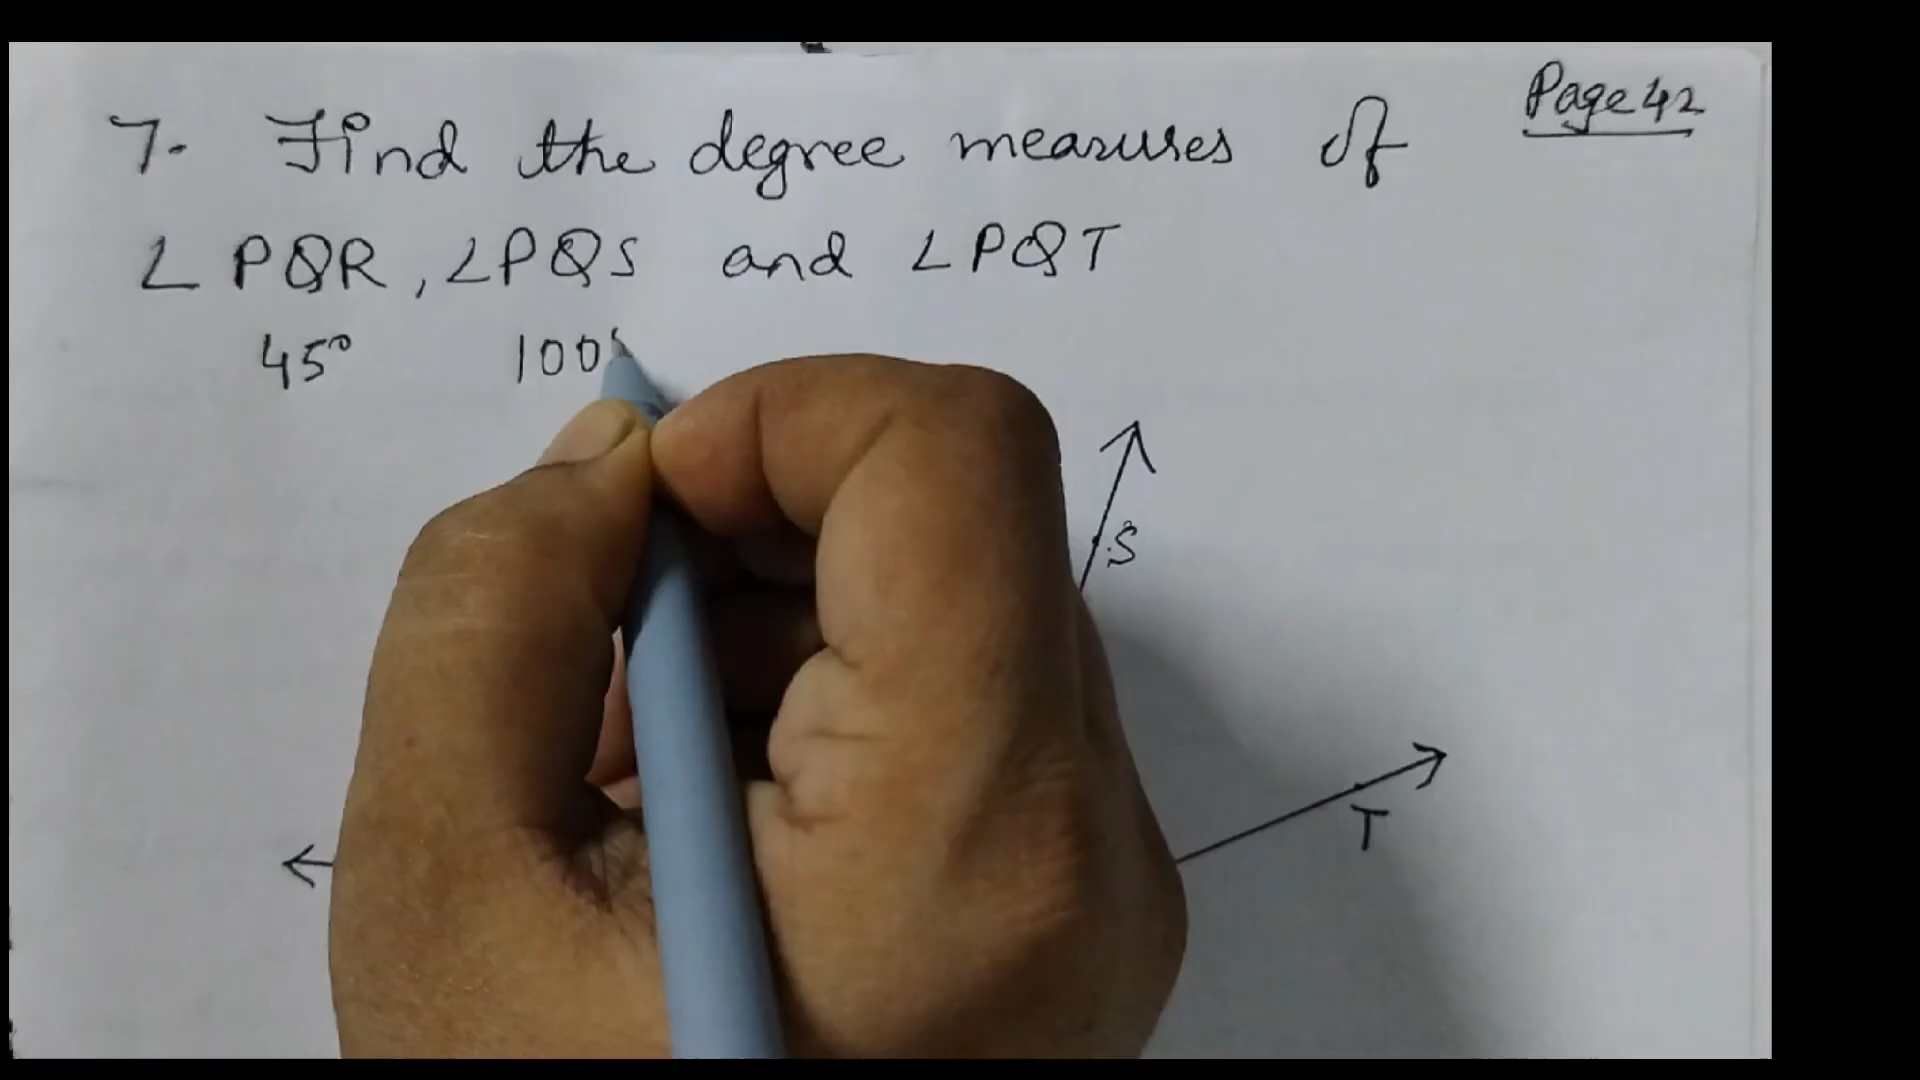 Page 42
7. Find the degree measures of
∠PQR, ∠PQS and ∠PQT
45° 100°
S
T